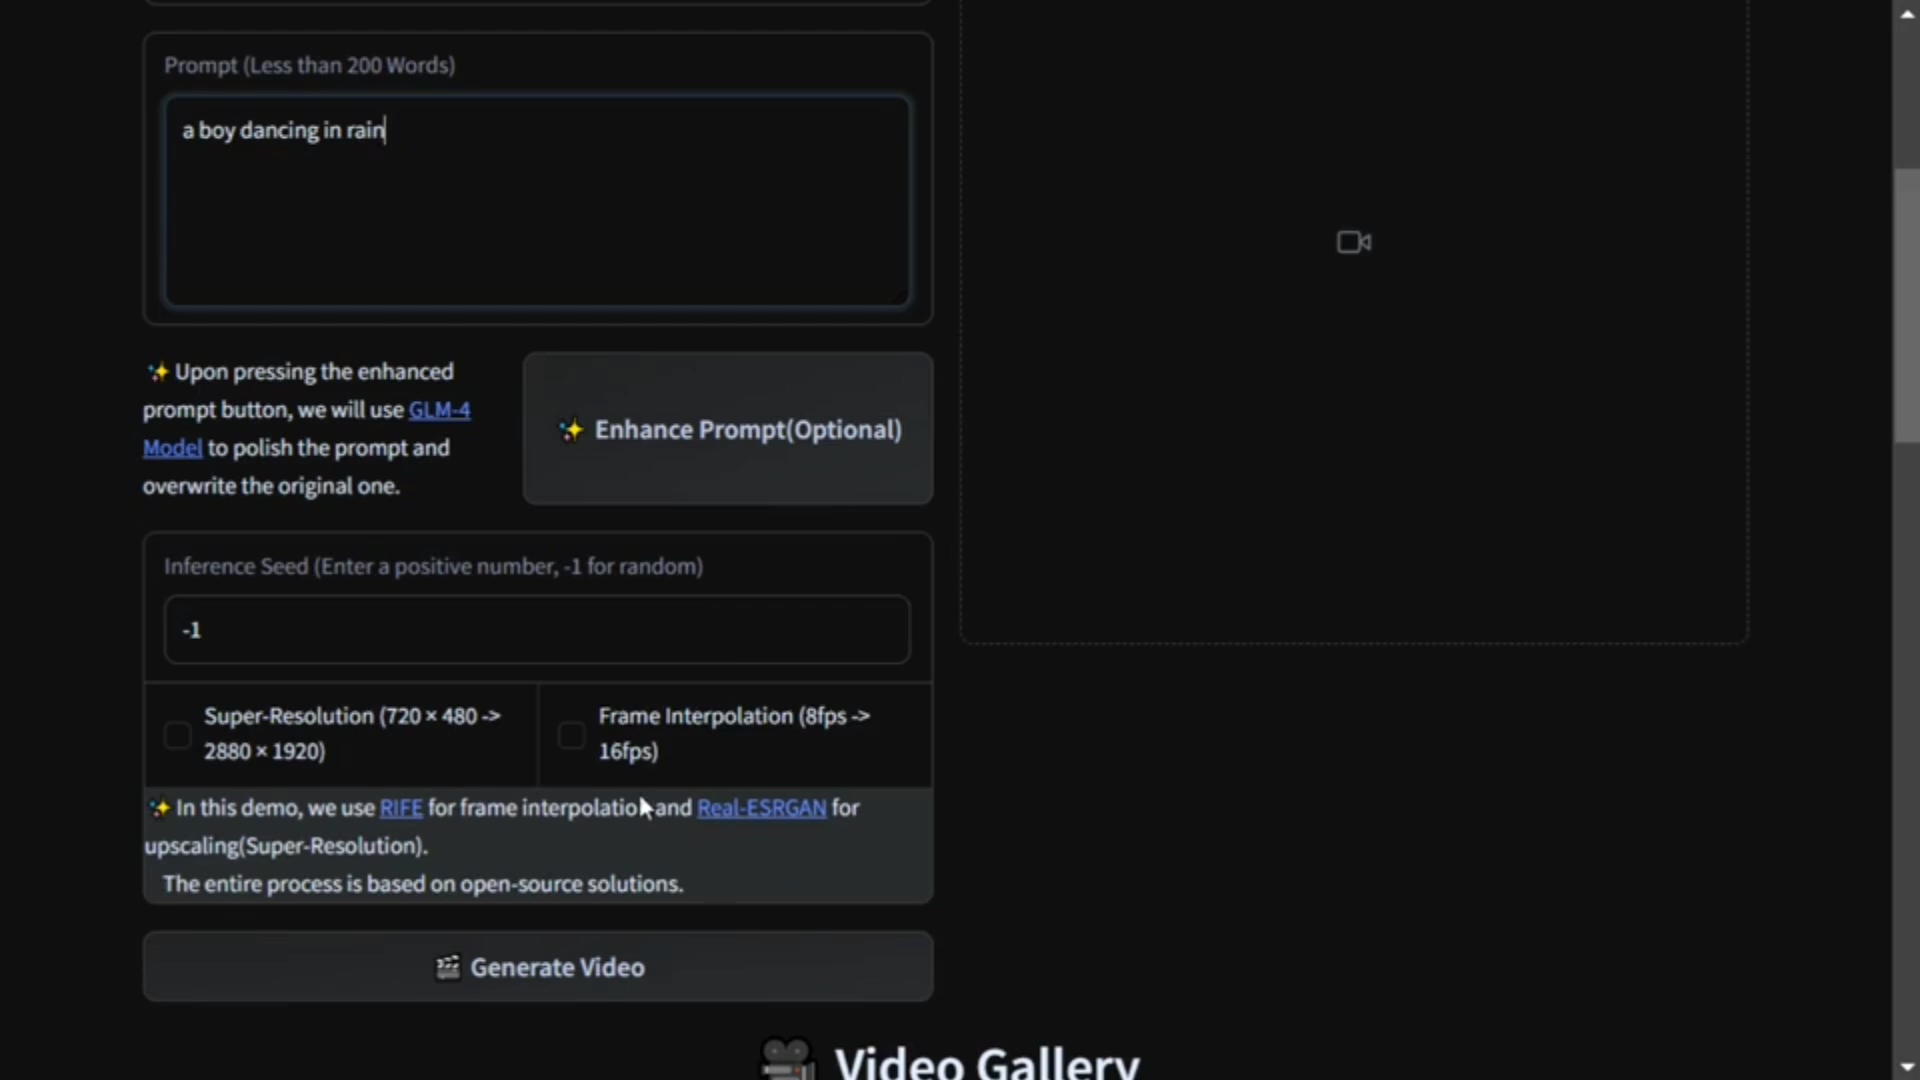 Prompt (Less than 200 Words)
a boy dancing in rain
✨ Upon pressing the enhanced
prompt button, we will use GLM-4
Model to polish the prompt and
overwrite the original one.
✨ Enhance Prompt(Optional)
Inference Seed (Enter a positive number, -1 for random)
-1
Super-Resolution (720 × 480 ->
2880 × 1920)
Frame Interpolation (8fps ->
16fps)
✨ In this demo, we use RIFE for frame interpolation and Real-ESRGAN for
upscaling(Super-Resolution).
The entire process is based on open-source solutions.
🎬 Generate Video
🎥 Video Gallery